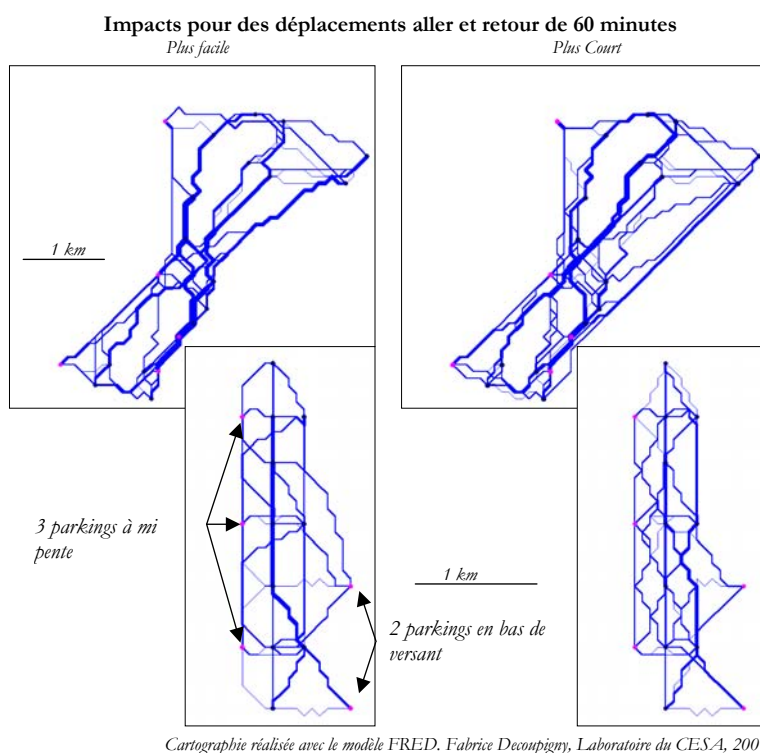 Impacts pour des déplacements aller et retour de 60 minutes
Plus facile
Plus Court
1 km
3 parkings à mi
pente
1 km
2 parkings en bas de
versant
Cartographie réalisée avec le modèle FRED. Fabrice Decoupigny, Laboratoire du CESA, 200